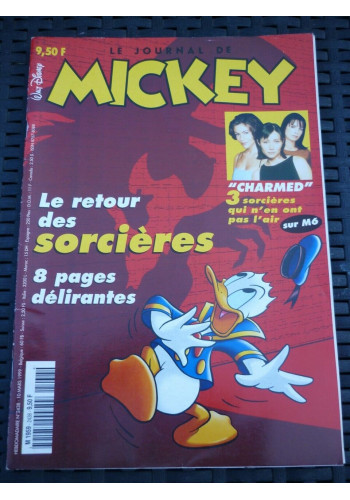 9,50 F
LE JOURNAL DE
MICKEY
WALT DISNEY
"CHARMED"
3 sorcières
qui n'en ont
pas l'air
sur M6
Le retour
des
sorcières
8 pages
délirantes